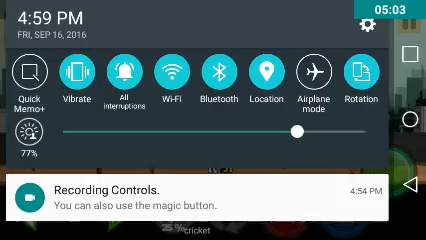 05:03
4:59 PM
FRI, SEP 16, 2016
Quick Memo+
Vibrate
All interruptions
Wi-Fi
Bluetooth
Location
Airplane mode
Rotation
77%
Recording Controls.
4:54 PM
You can also use the magic button.
cricket